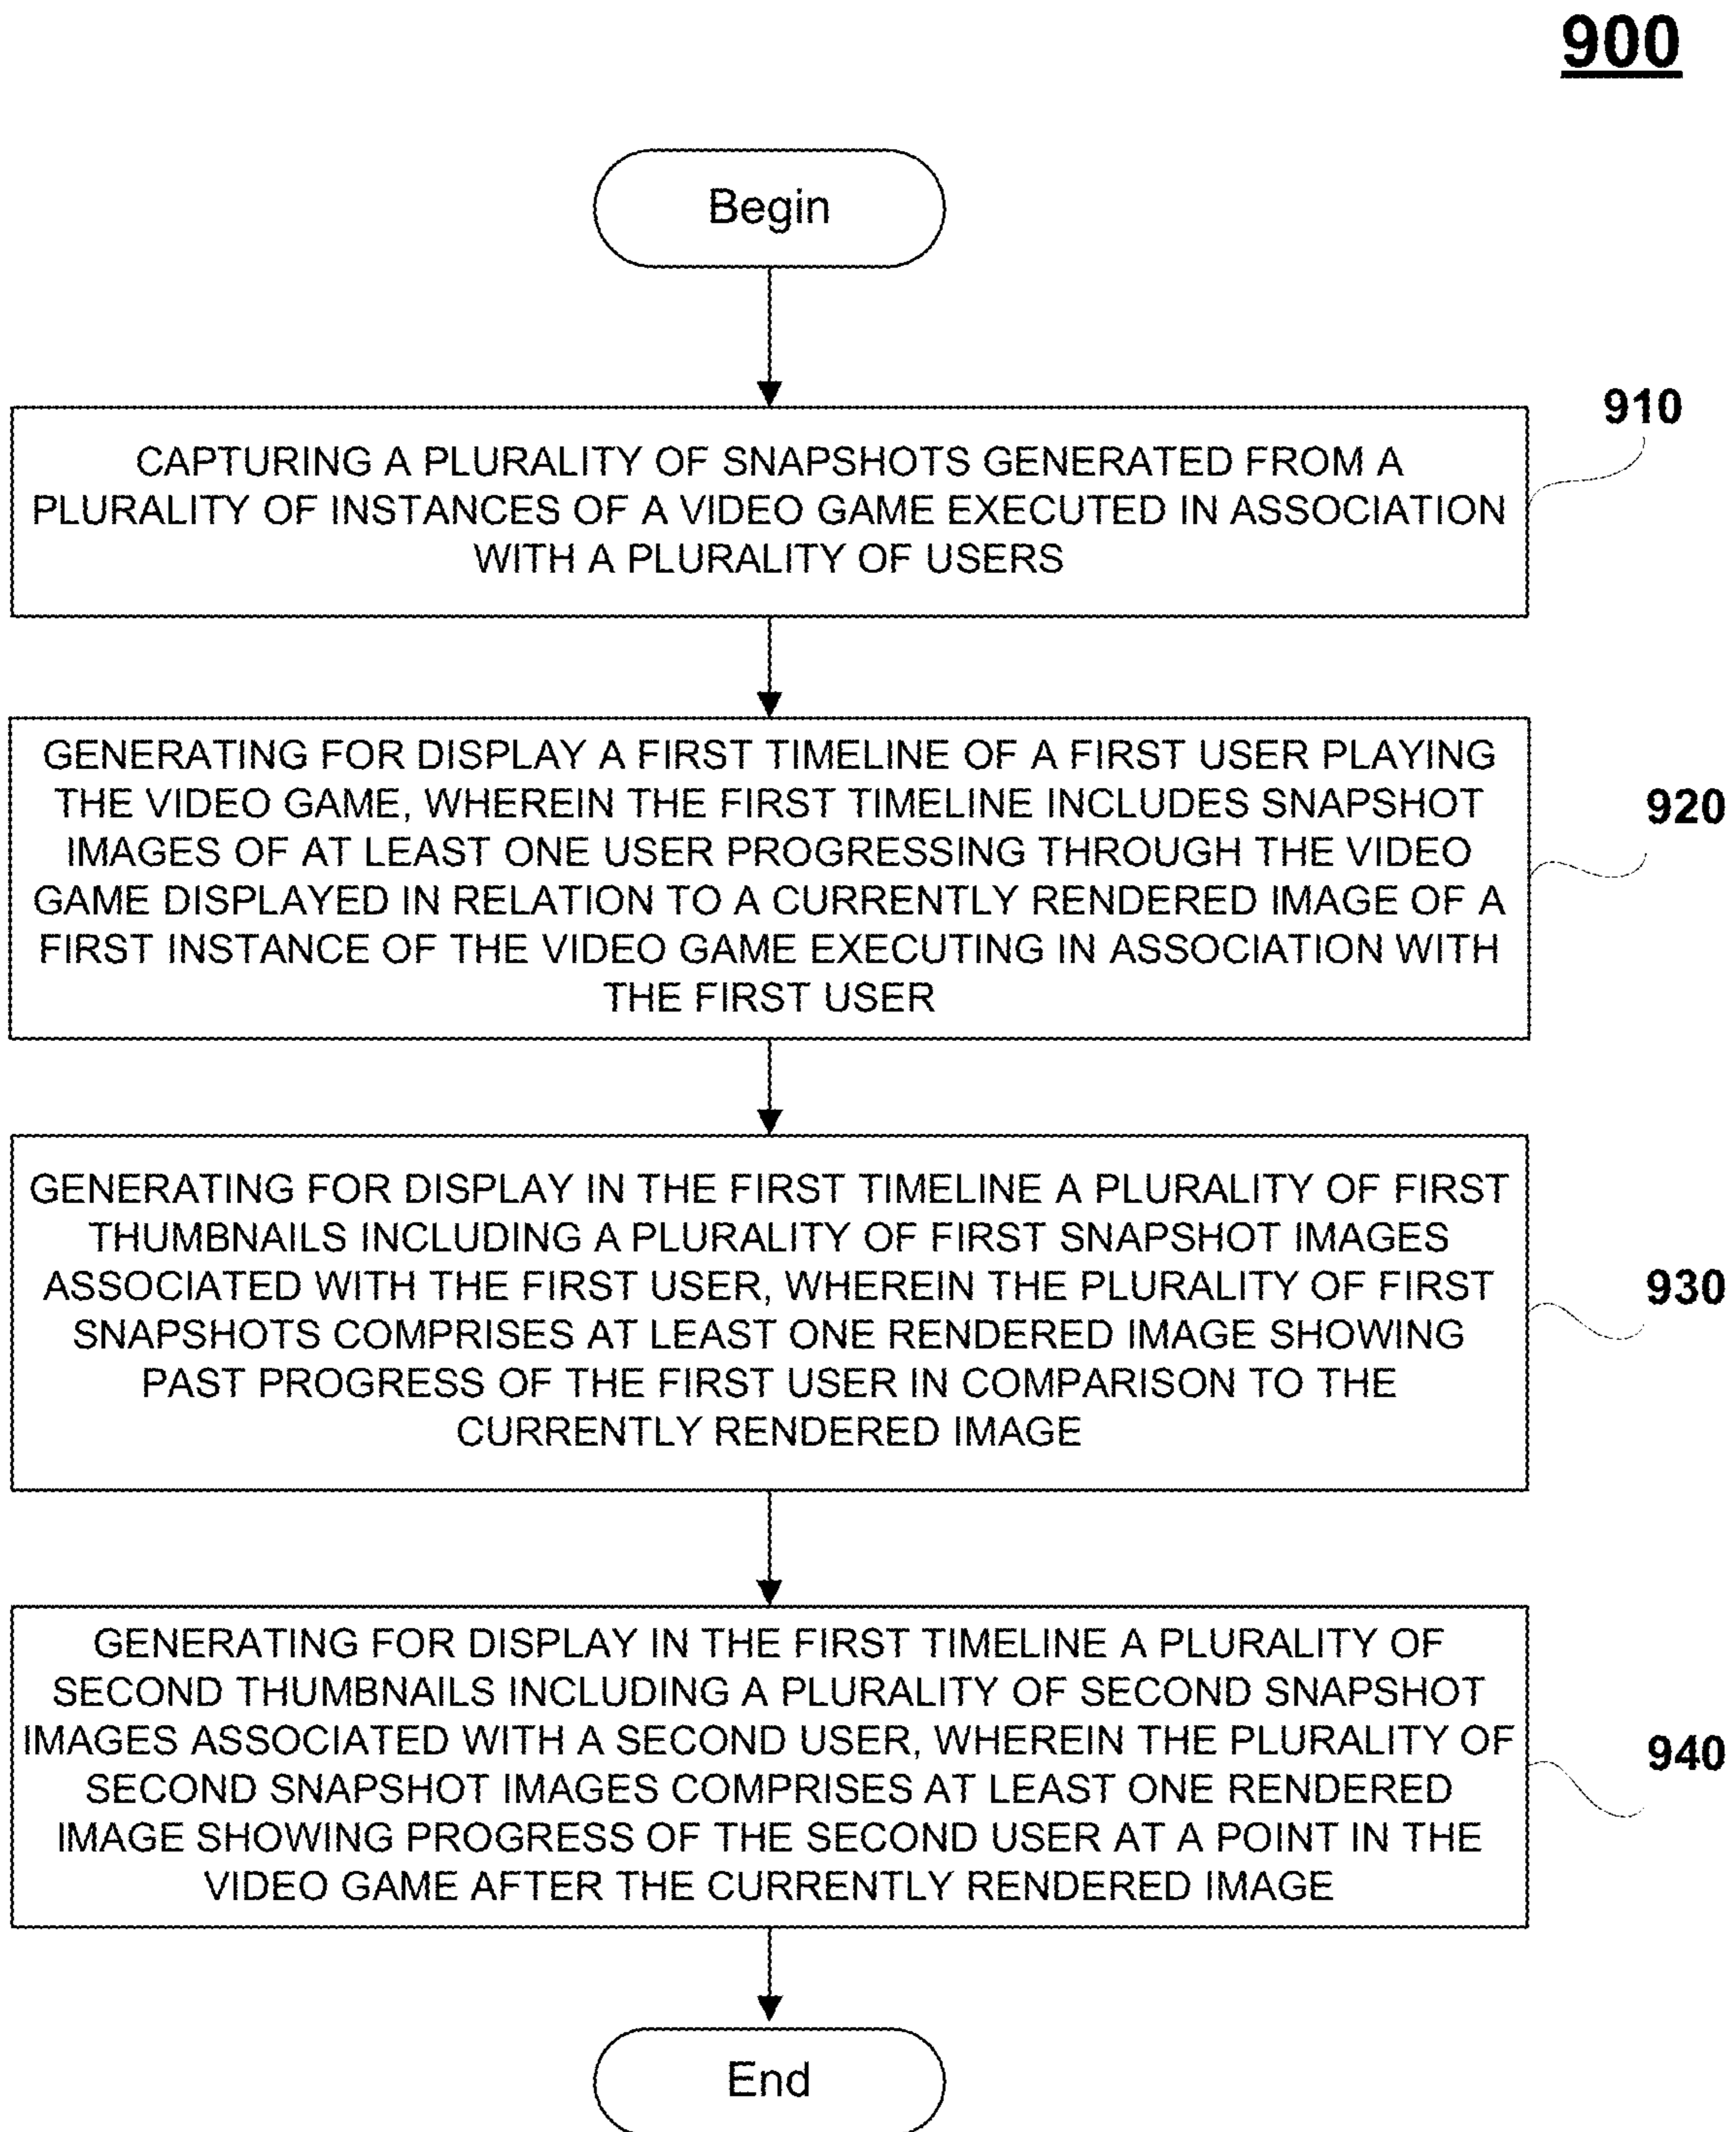 900
Begin
910
CAPTURING A PLURALITY OF SNAPSHOTS GENERATED FROM A
PLURALITY OF INSTANCES OF A VIDEO GAME EXECUTED IN ASSOCIATION
WITH A PLURALITY OF USERS
920
GENERATING FOR DISPLAY A FIRST TIMELINE OF A FIRST USER PLAYING
THE VIDEO GAME, WHEREIN THE FIRST TIMELINE INCLUDES SNAPSHOT
IMAGES OF AT LEAST ONE USER PROGRESSING THROUGH THE VIDEO
GAME DISPLAYED IN RELATION TO A CURRENTLY RENDERED IMAGE OF A
FIRST INSTANCE OF THE VIDEO GAME EXECUTING IN ASSOCIATION WITH
THE FIRST USER
930
GENERATING FOR DISPLAY IN THE FIRST TIMELINE A PLURALITY OF FIRST
THUMBNAILS INCLUDING A PLURALITY OF FIRST SNAPSHOT IMAGES
ASSOCIATED WITH THE FIRST USER, WHEREIN THE PLURALITY OF FIRST
SNAPSHOTS COMPRISES AT LEAST ONE RENDERED IMAGE SHOWING
PAST PROGRESS OF THE FIRST USER IN COMPARISON TO THE
CURRENTLY RENDERED IMAGE
940
GENERATING FOR DISPLAY IN THE FIRST TIMELINE A PLURALITY OF
SECOND THUMBNAILS INCLUDING A PLURALITY OF SECOND SNAPSHOT
IMAGES ASSOCIATED WITH A SECOND USER, WHEREIN THE PLURALITY OF
SECOND SNAPSHOT IMAGES COMPRISES AT LEAST ONE RENDERED
IMAGE SHOWING PROGRESS OF THE SECOND USER AT A POINT IN THE
VIDEO GAME AFTER THE CURRENTLY RENDERED IMAGE
End